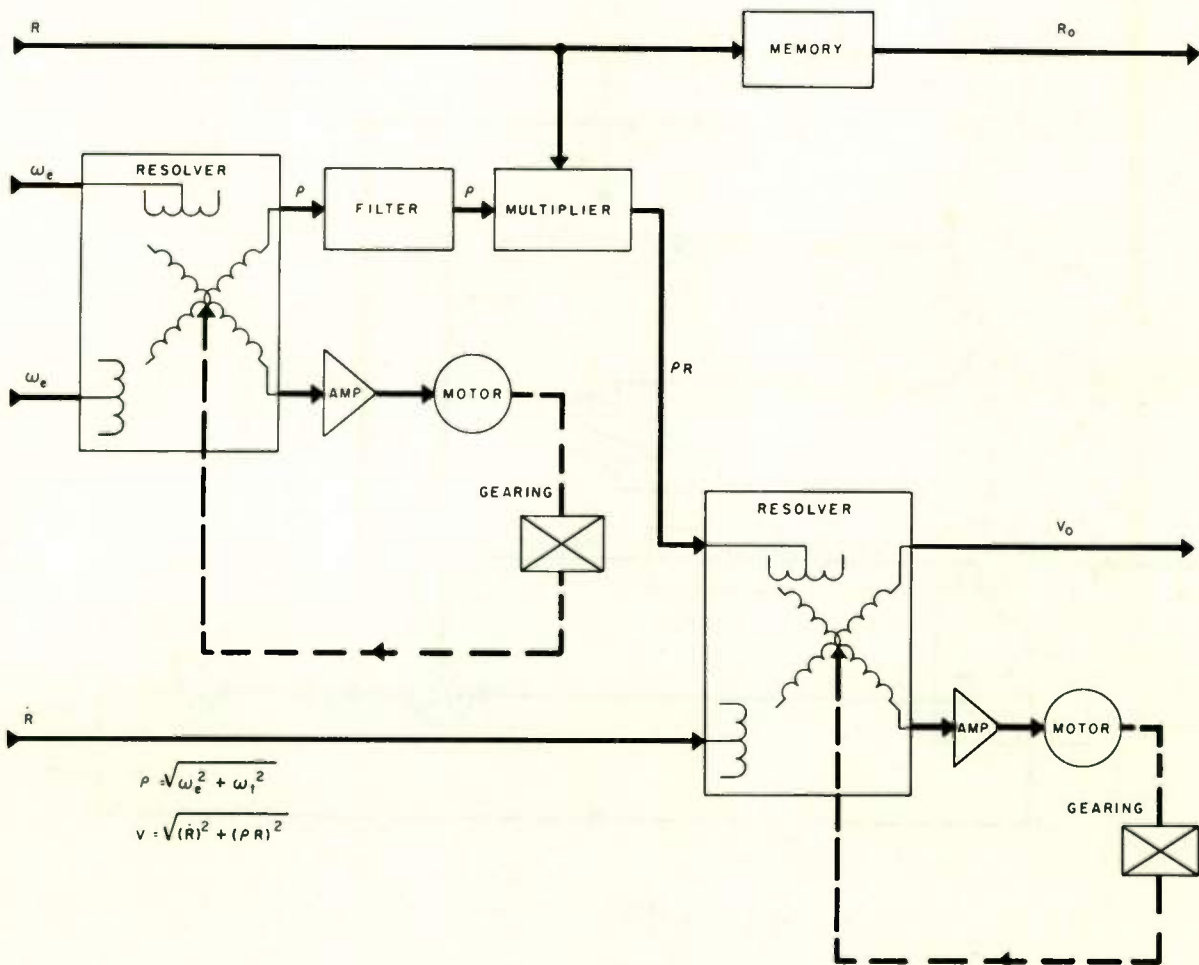 R
MEMORY
R₀
ωₑ
RESOLVER
ρ
FILTER
ρ
MULTIPLIER
ωₑ
AMP
MOTOR
ρR
GEARING
RESOLVER
V₀
Ṙ
AMP
MOTOR
ρ = √ωₑ² + ωₜ²
V = √(Ṙ)² + (ρR)²
GEARING